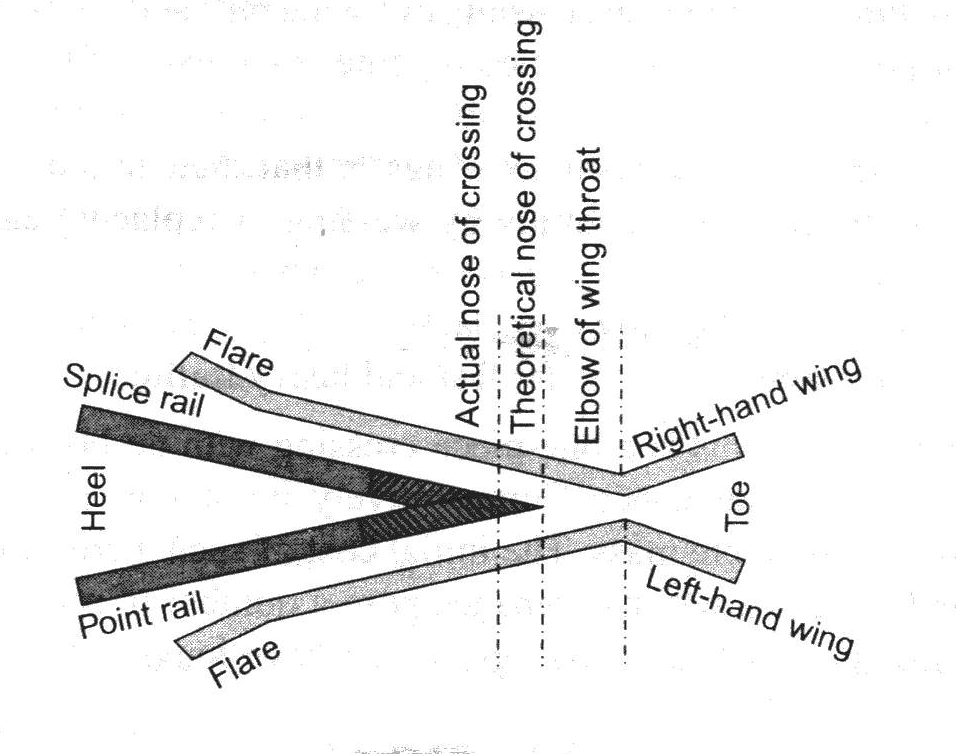 Actual nose of crossing
Theoretical nose of crossing
Elbow of wing throat
Flare
Splice rail
Right-hand wing
Heel
Toe
Point rail
Left-hand wing
Flare